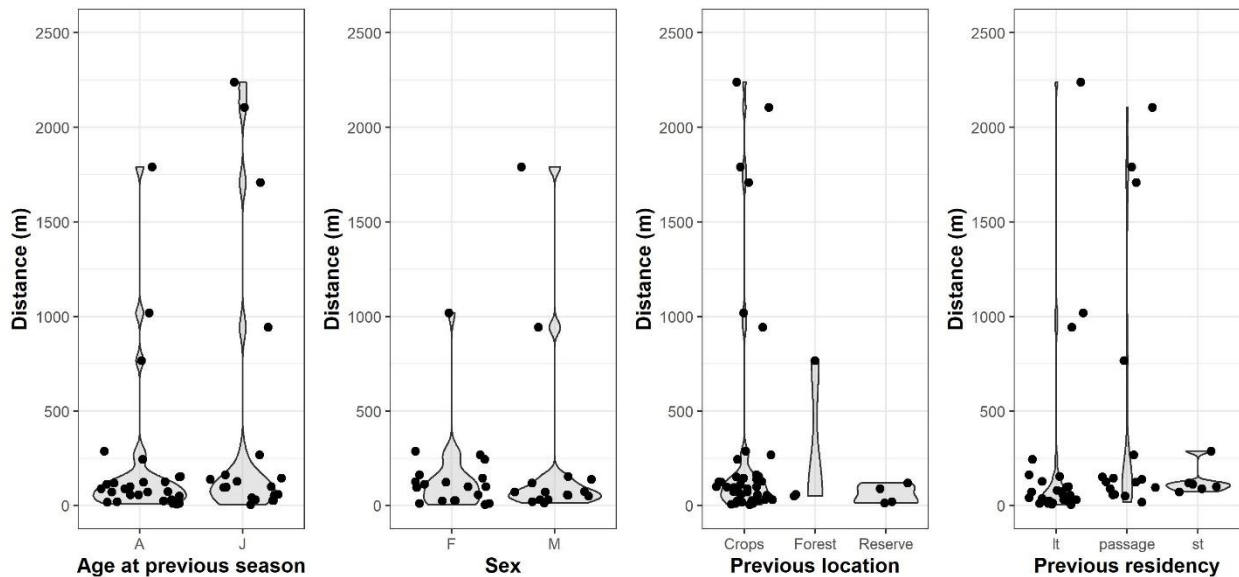 Distance (m)
2500
2000
1500
1000
500
0
A J
Age at previous season
Distance (m)
2500
2000
1500
1000
500
0
F M
Sex
Distance (m)
2500
2000
1500
1000
500
0
Crops Forest Reserve
Previous location
Distance (m)
2500
2000
1500
1000
500
0
lt passage st
Previous residency